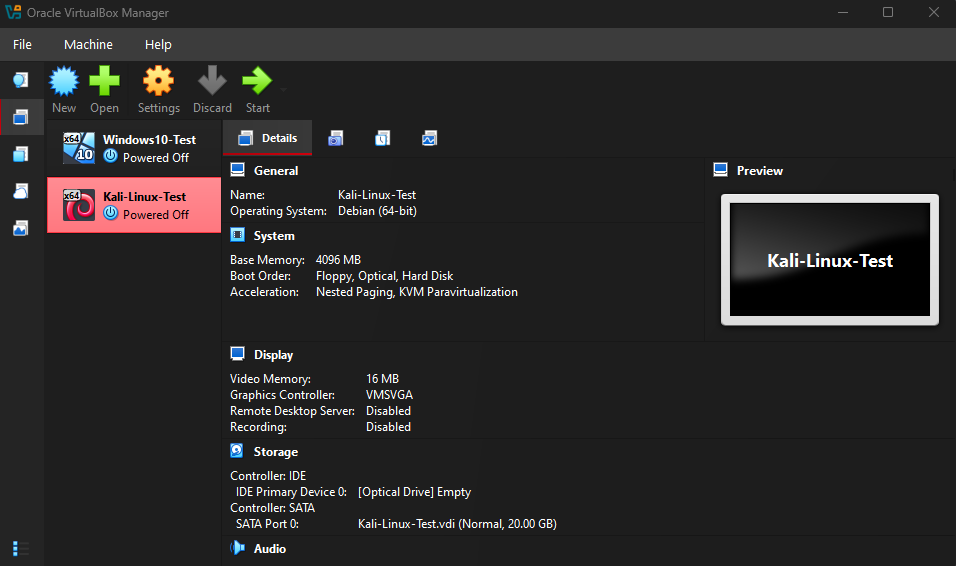 Oracle VirtualBox Manager
File Machine Help
New Open Settings Discard Start
x64 10 Windows10-Test
Powered Off
x64 Kali-Linux-Test
Powered Off
Details
General
Name: Kali-Linux-Test
Operating System: Debian (64-bit)
System
Base Memory: 4096 MB
Boot Order: Floppy, Optical, Hard Disk
Acceleration: Nested Paging, KVM Paravirtualization
Preview
Kali-Linux-Test
Display
Video Memory: 16 MB
Graphics Controller: VMSVGA
Remote Desktop Server: Disabled
Recording: Disabled
Storage
Controller: IDE
IDE Primary Device 0: [Optical Drive] Empty
Controller: SATA
SATA Port 0: Kali-Linux-Test.vdi (Normal, 20.00 GB)
Audio